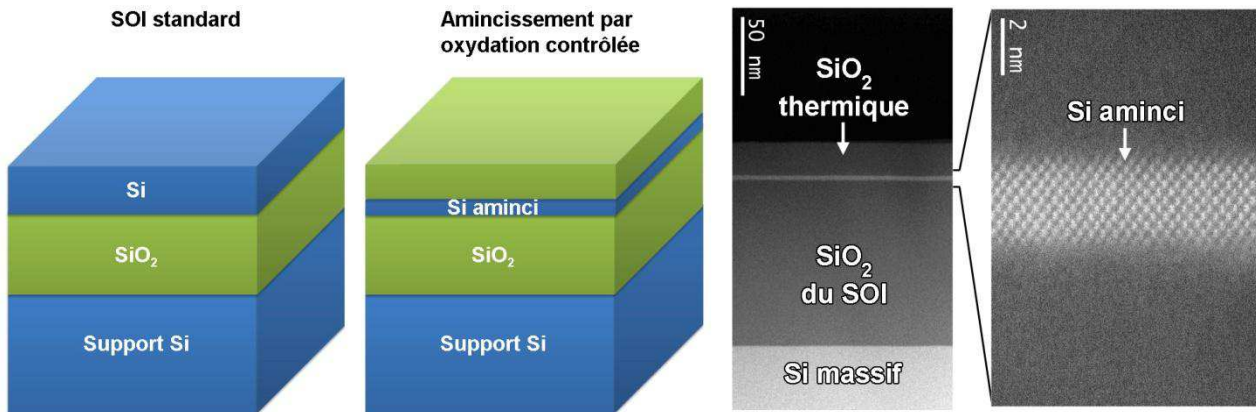 SOI standard
Amincissement par
oxydation contrôlée
Si
SiO₂
Support Si
Si aminci
SiO₂
Support Si
50 nm
SiO₂
thermique
SiO₂
du SOI
Si massif
2 nm
Si aminci